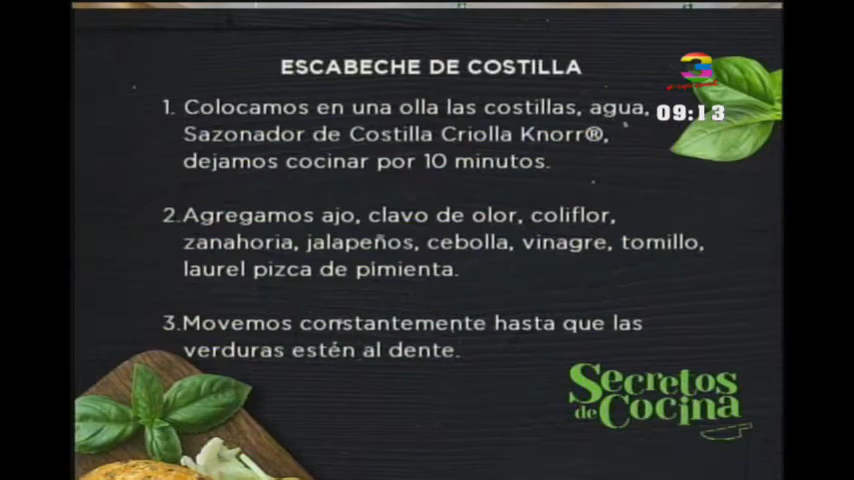 ESCABECHE DE COSTILLA
3
09:13
1. Colocamos en una olla las costillas, agua,
Sazonador de Costilla Criolla Knorr®,
dejamos cocinar por 10 minutos.
2.Agregamos ajo, clavo de olor, coliflor,
zanahoria, jalapeños, cebolla, vinagre, tomillo,
laurel pizca de pimienta.
3.Movemos constantemente hasta que las
verduras estén al dente.
Secretos
de Cocina